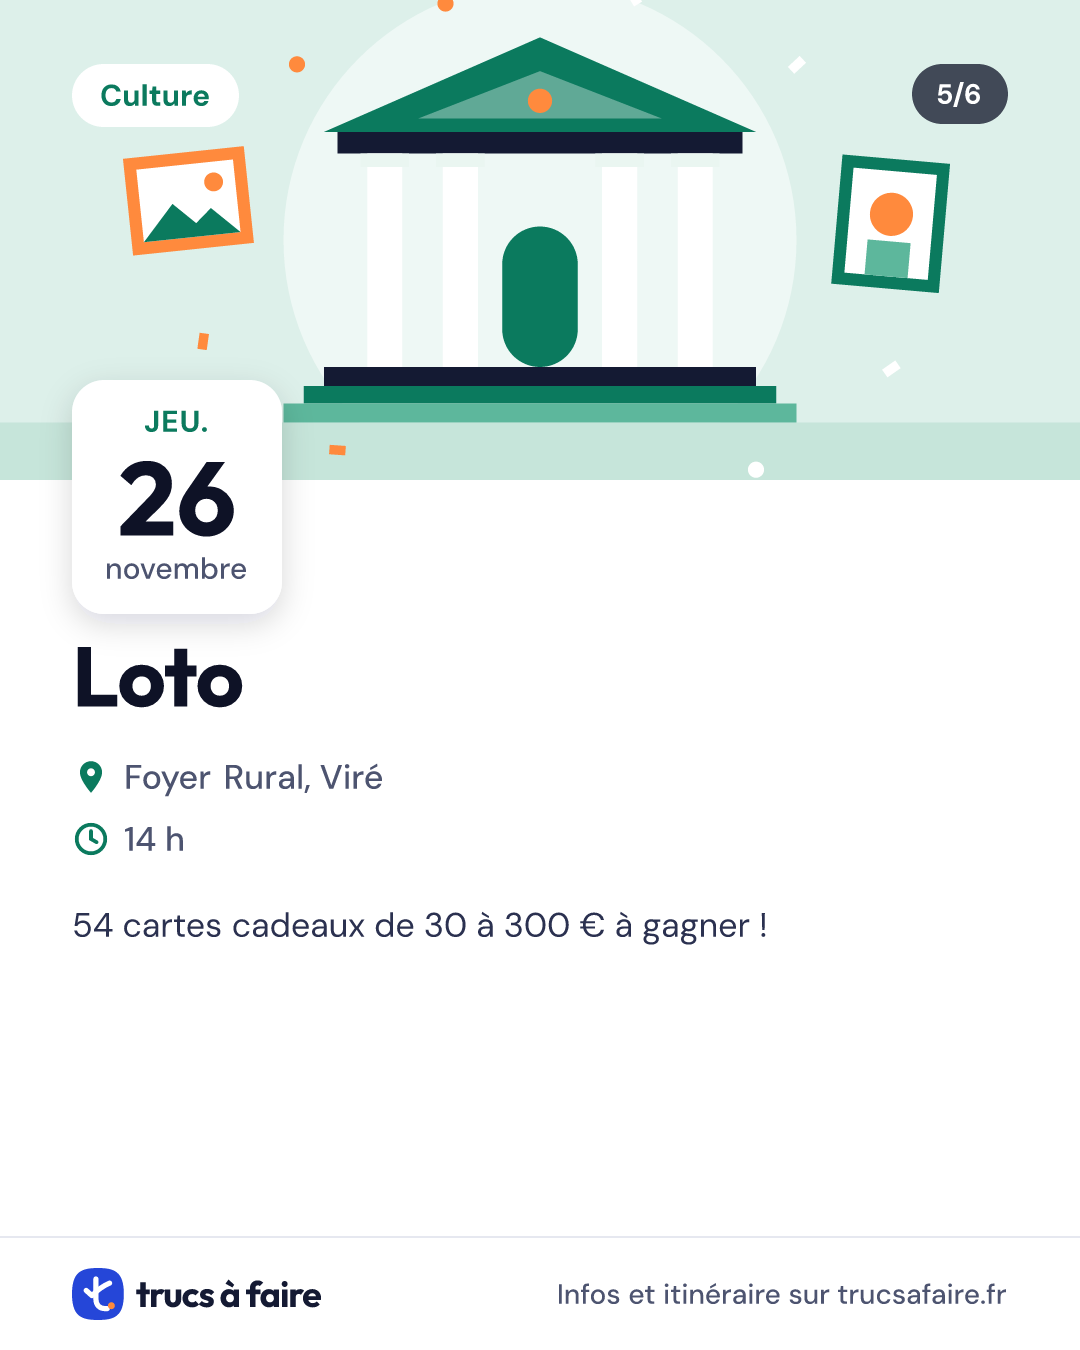 Culture
5/6
JEU.
26
novembre
Loto
Foyer Rural, Viré
14 h
54 cartes cadeaux de 30 à 300 € à gagner !
trucs à faire
Infos et itinéraire sur trucsafaire.fr